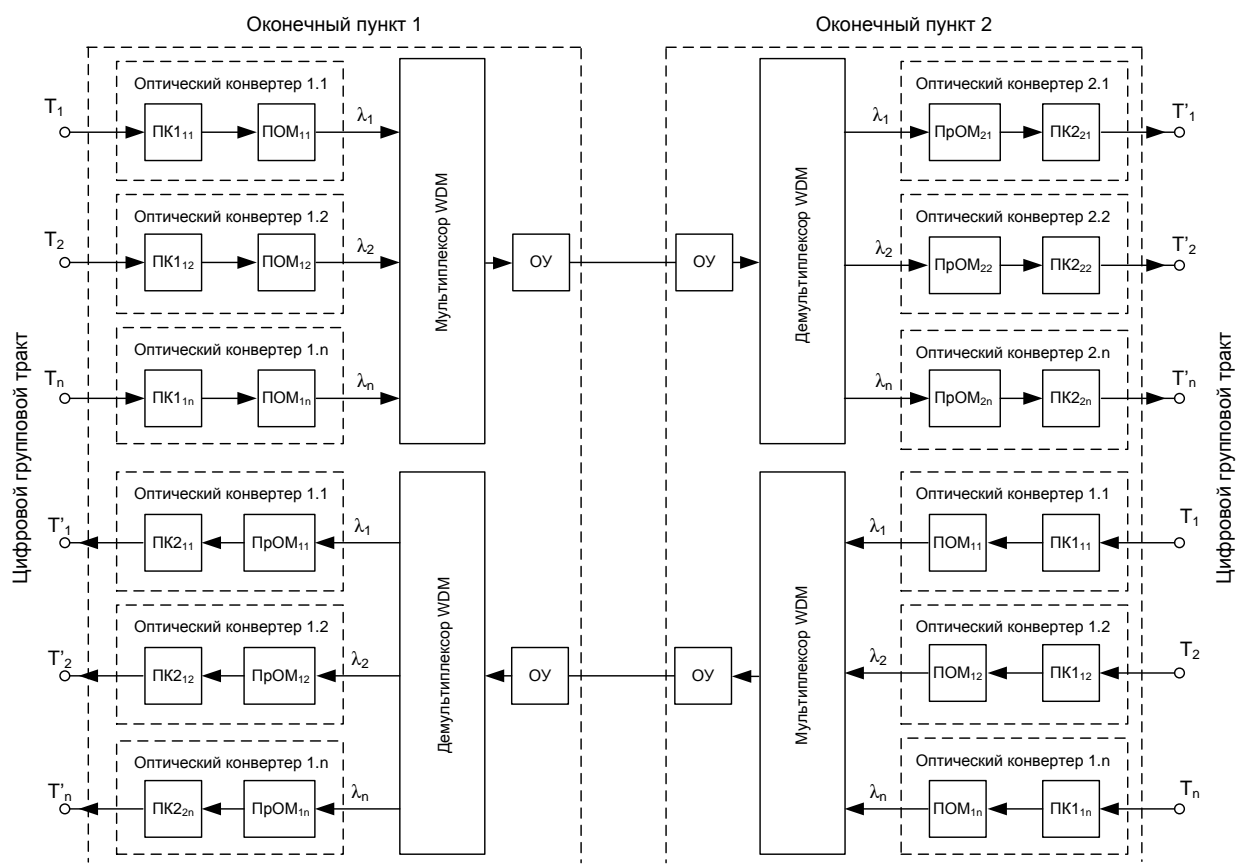 Оконечный пункт 1
Оконечный пункт 2
Оптический конвертер 1.1
T₁
ПК1₁₁
ПОМ₁₁
λ₁
Оптический конвертер 1.2
T₂
ПК1₁₂
ПОМ₁₂
λ₂
Оптический конвертер 1.n
Tₙ
ПК1₁ₙ
ПОМ₁ₙ
λₙ
Мультиплексор WDM
ОУ
ОУ
Демультиплексор WDM
Оптический конвертер 2.1
λ₁
ПрОМ₂₁
ПК2₂₁
T'₁
Оптический конвертер 2.2
λ₂
ПрОМ₂₂
ПК2₂₂
T'₂
Оптический конвертер 2.n
λₙ
ПрОМ₂ₙ
ПК2₂ₙ
T'ₙ
Цифровой групповой тракт
Цифровой групповой тракт
Оптический конвертер 1.1
T'₁
ПК2₁₁
ПрОМ₁₁
λ₁
Оптический конвертер 1.2
T'₂
ПК2₁₂
ПрОМ₁₂
λ₂
Оптический конвертер 1.n
T'ₙ
ПК2₂ₙ
ПрОМ₁ₙ
λₙ
Демультиплексор WDM
ОУ
ОУ
Мультиплексор WDM
Оптический конвертер 1.1
λ₁
ПОМ₁₁
ПК1₁₁
T₁
Оптический конвертер 1.2
λ₂
ПОМ₁₂
ПК1₁₂
T₂
Оптический конвертер 1.n
λₙ
ПОМ₁ₙ
ПК1₁ₙ
Tₙ